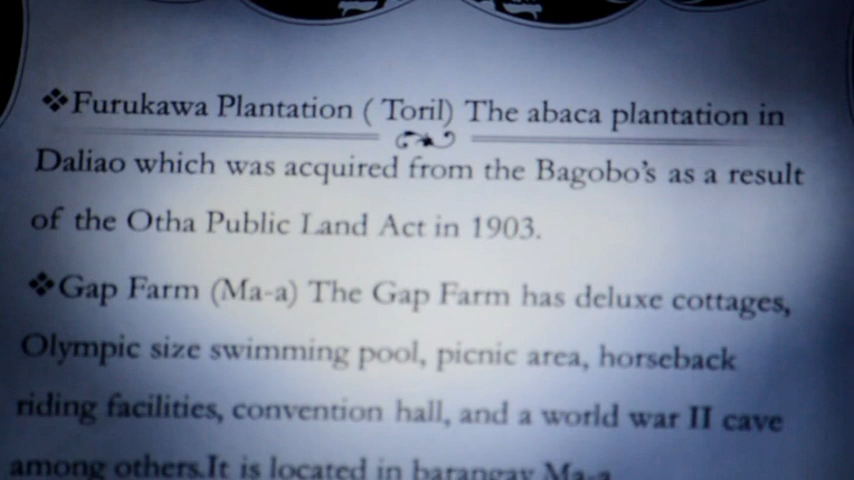 ❖Furukawa Plantation ( Toril) The abaca plantation in
Daliao which was acquired from the Bagobo's as a result
of the Otha Public Land Act in 1903.
❖Gap Farm (Ma-a) The Gap Farm has deluxe cottages,
Olympic size swimming pool, picnic area, horseback
riding facilities, convention hall, and a world war II cave
among others.It is located in barangay Ma-a